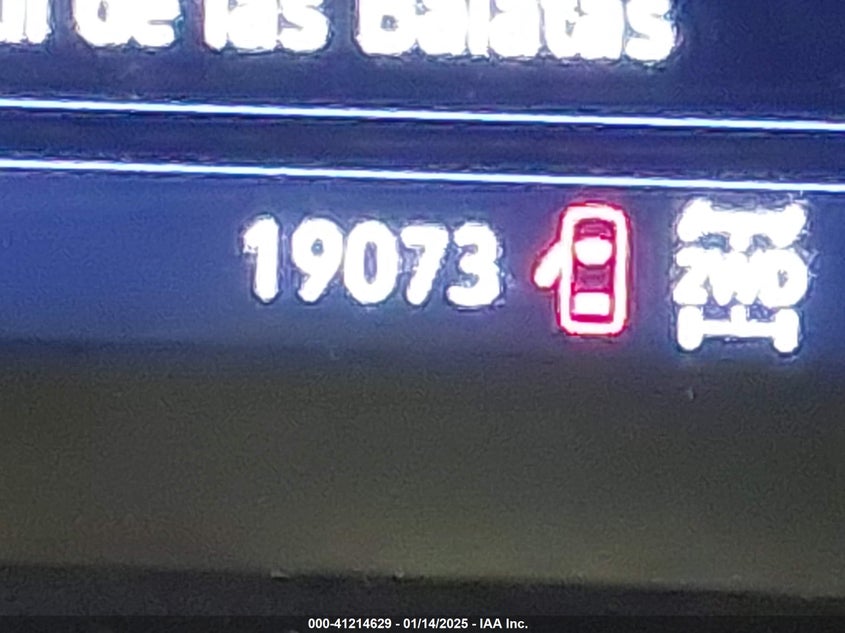 de las balatas
19073
2WD
000-41214629 - 01/14/2025 - IAA Inc.